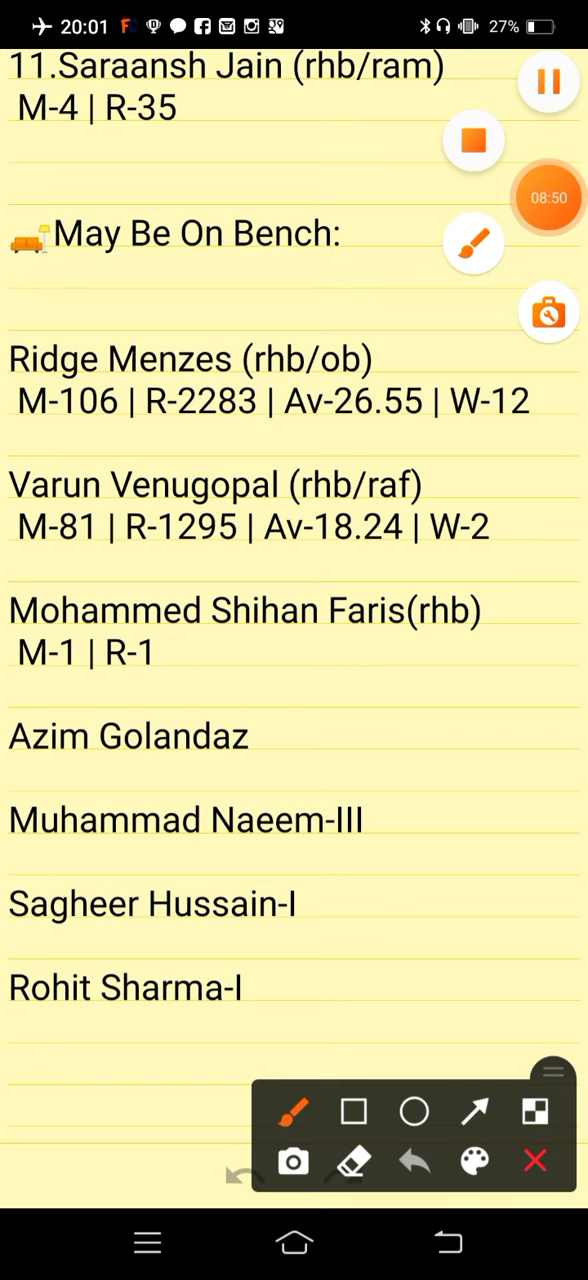 20:01
27%
11.Saraansh Jain (rhb/ram)
M-4 | R-35
08:50
May Be On Bench:
Ridge Menzes (rhb/ob)
M-106 | R-2283 | Av-26.55 | W-12
Varun Venugopal (rhb/raf)
M-81 | R-1295 | Av-18.24 | W-2
Mohammed Shihan Faris(rhb)
M-1 | R-1
Azim Golandaz
Muhammad Naeem-III
Sagheer Hussain-I
Rohit Sharma-I